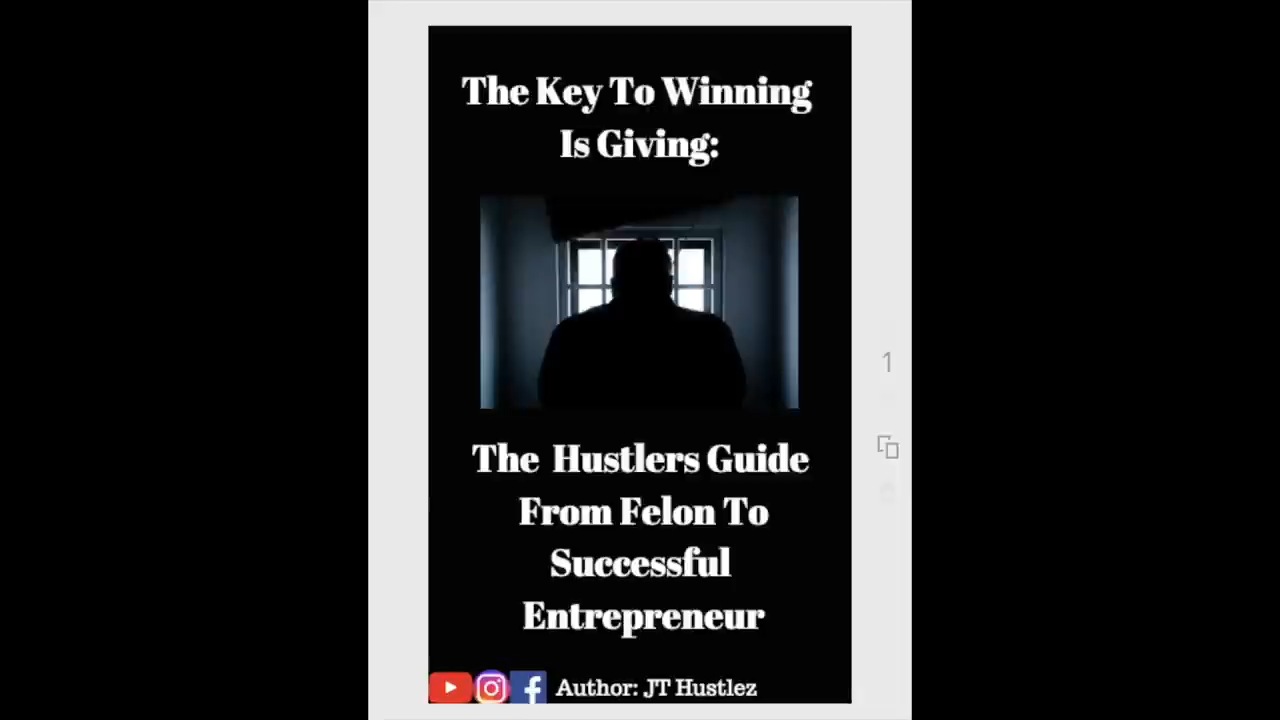 The Key To Winning
Is Giving:
1
The Hustlers Guide
From Felon To
Successful
Entrepreneur
Author: JT Hustlez